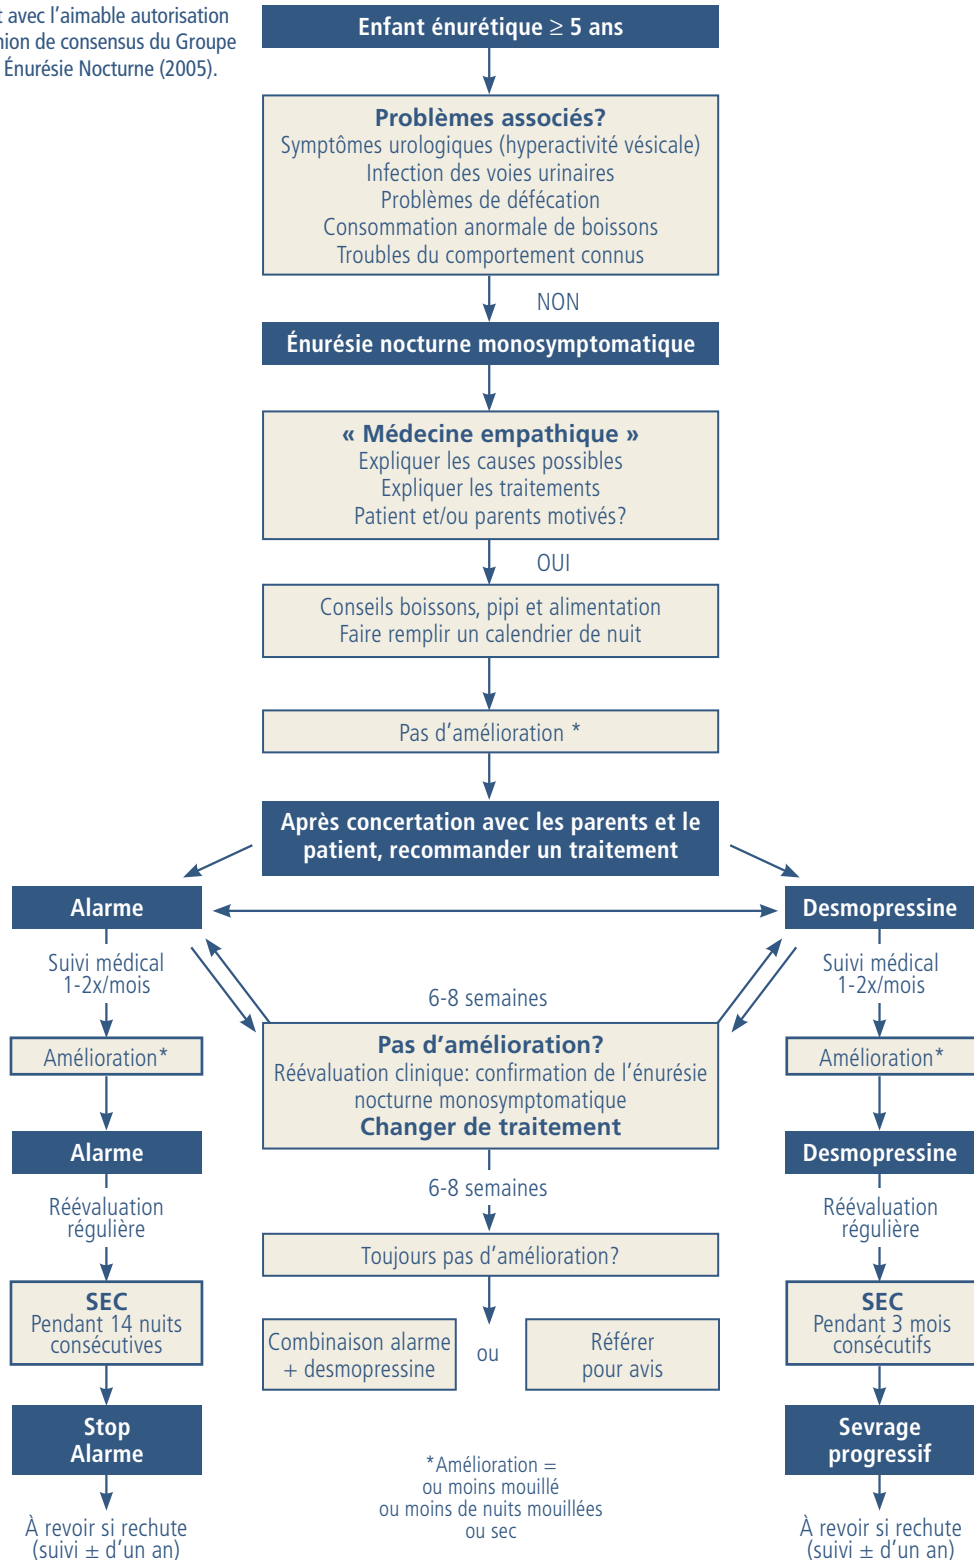 t avec l'aimable autorisation
nion de consensus du Groupe
Énurésie Nocturne (2005).
Enfant énurétique ≥ 5 ans
Problèmes associés?
Symptômes urologiques (hyperactivité vésicale)
Infection des voies urinaires
Problèmes de défécation
Consommation anormale de boissons
Troubles du comportement connus
NON
Énurésie nocturne monosymptomatique
« Médecine empathique »
Expliquer les causes possibles
Expliquer les traitements
Patient et/ou parents motivés?
OUI
Conseils boissons, pipi et alimentation
Faire remplir un calendrier de nuit
Pas d'amélioration *
Après concertation avec les parents et le
patient, recommander un traitement
Alarme
Suivi médical
1-2x/mois
Amélioration*
Alarme
Réévaluation
régulière
SEC
Pendant 14 nuits
consécutives
Stop
Alarme
À revoir si rechute
(suivi ± d'un an)
6-8 semaines
Pas d'amélioration?
Réévaluation clinique: confirmation de l'énurésie
nocturne monosymptomatique
Changer de traitement
6-8 semaines
Toujours pas d'amélioration?
Combinaison alarme
+ desmopressine
ou
Référer
pour avis
*Amélioration =
ou moins mouillé
ou moins de nuits mouillées
ou sec
Desmopressine
Suivi médical
1-2x/mois
Amélioration*
Desmopressine
Réévaluation
régulière
SEC
Pendant 3 mois
consécutifs
Sevrage
progressif
À revoir si rechute
(suivi ± d'un an)